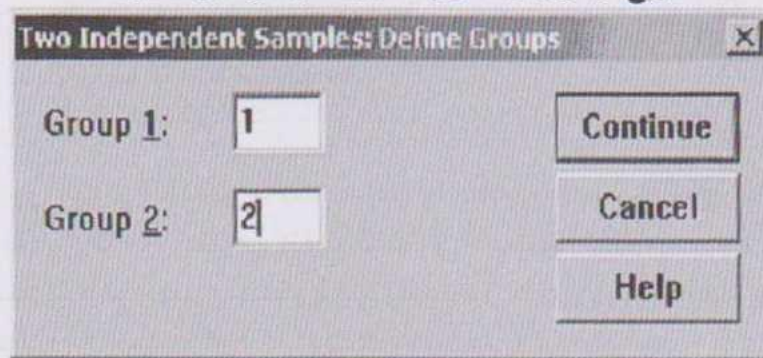 Two Independent Samples: Define Groups
Group 1: 1 Continue
Group 2: 2 Cancel
Help